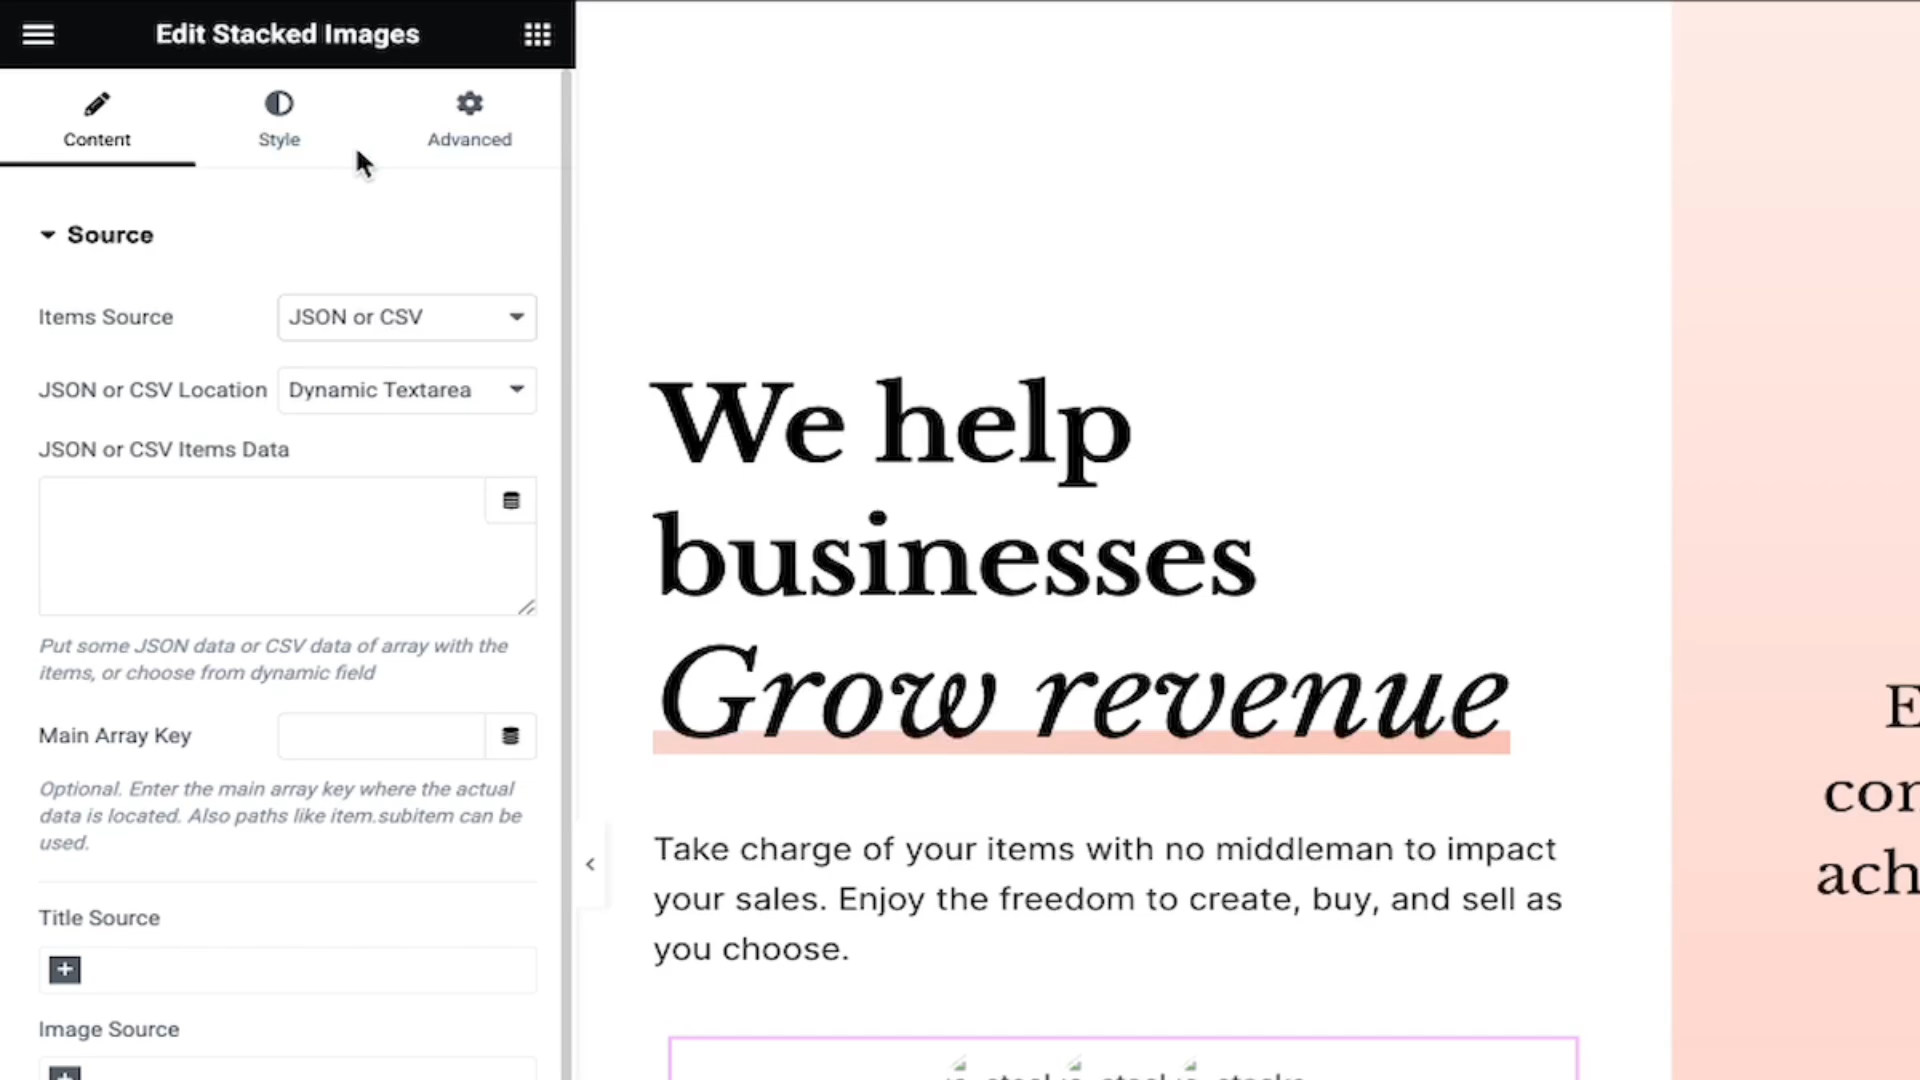 Edit Stacked Images
Content
Style
Advanced
Source
Items Source
JSON or CSV
JSON or CSV Location
Dynamic Textarea
JSON or CSV Items Data
Put some JSON data or CSV data of array with the
items, or choose from dynamic field
Main Array Key
Optional. Enter the main array key where the actual
data is located. Also paths like item.subitem can be
used.
Title Source
Image Source
We help
businesses
Grow revenue
Take charge of your items with no middleman to impact
your sales. Enjoy the freedom to create, buy, and sell as
you choose.